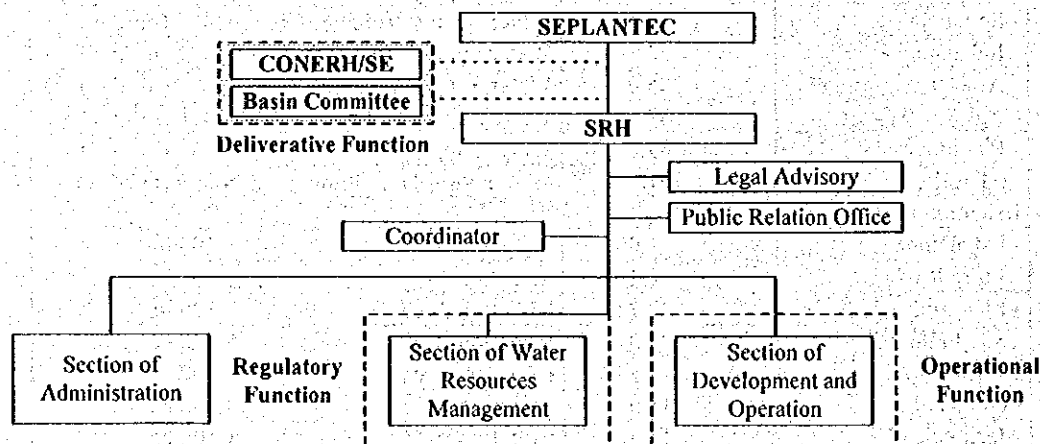 SEPLANTEC
CONERH/SE
Basin Committee
Deliverative Function
SRH
Legal Advisory
Public Relation Office
Coordinator
Section of
Administration
Regulatory
Function
Section of Water
Resources
Management
Section of
Development and
Operation
Operational
Function